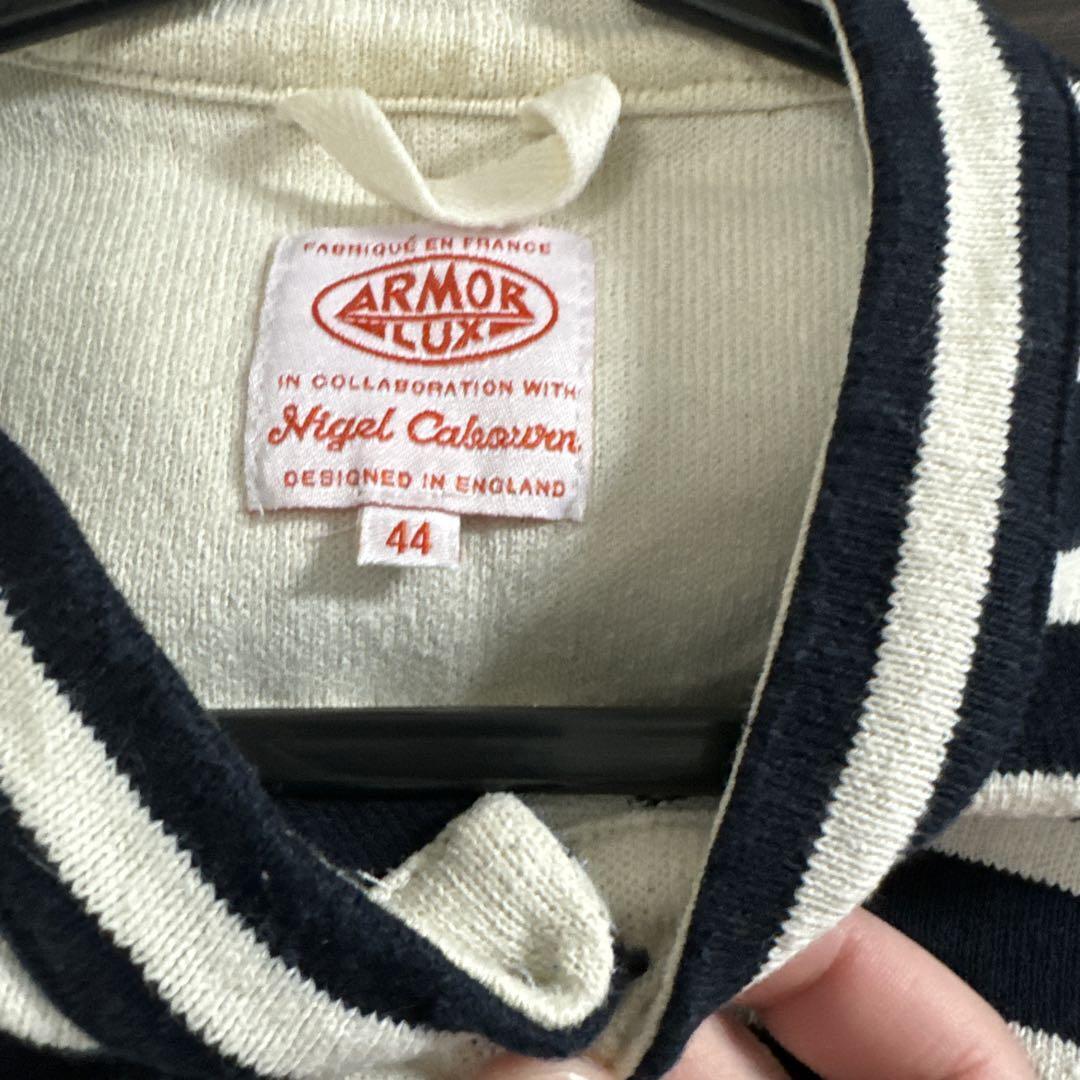 FABRIQUÉ EN FRANCE
ARMOR
LUX
IN COLLABORATION WITH
Nigel Cabourn
DESIGNED IN ENGLAND
44